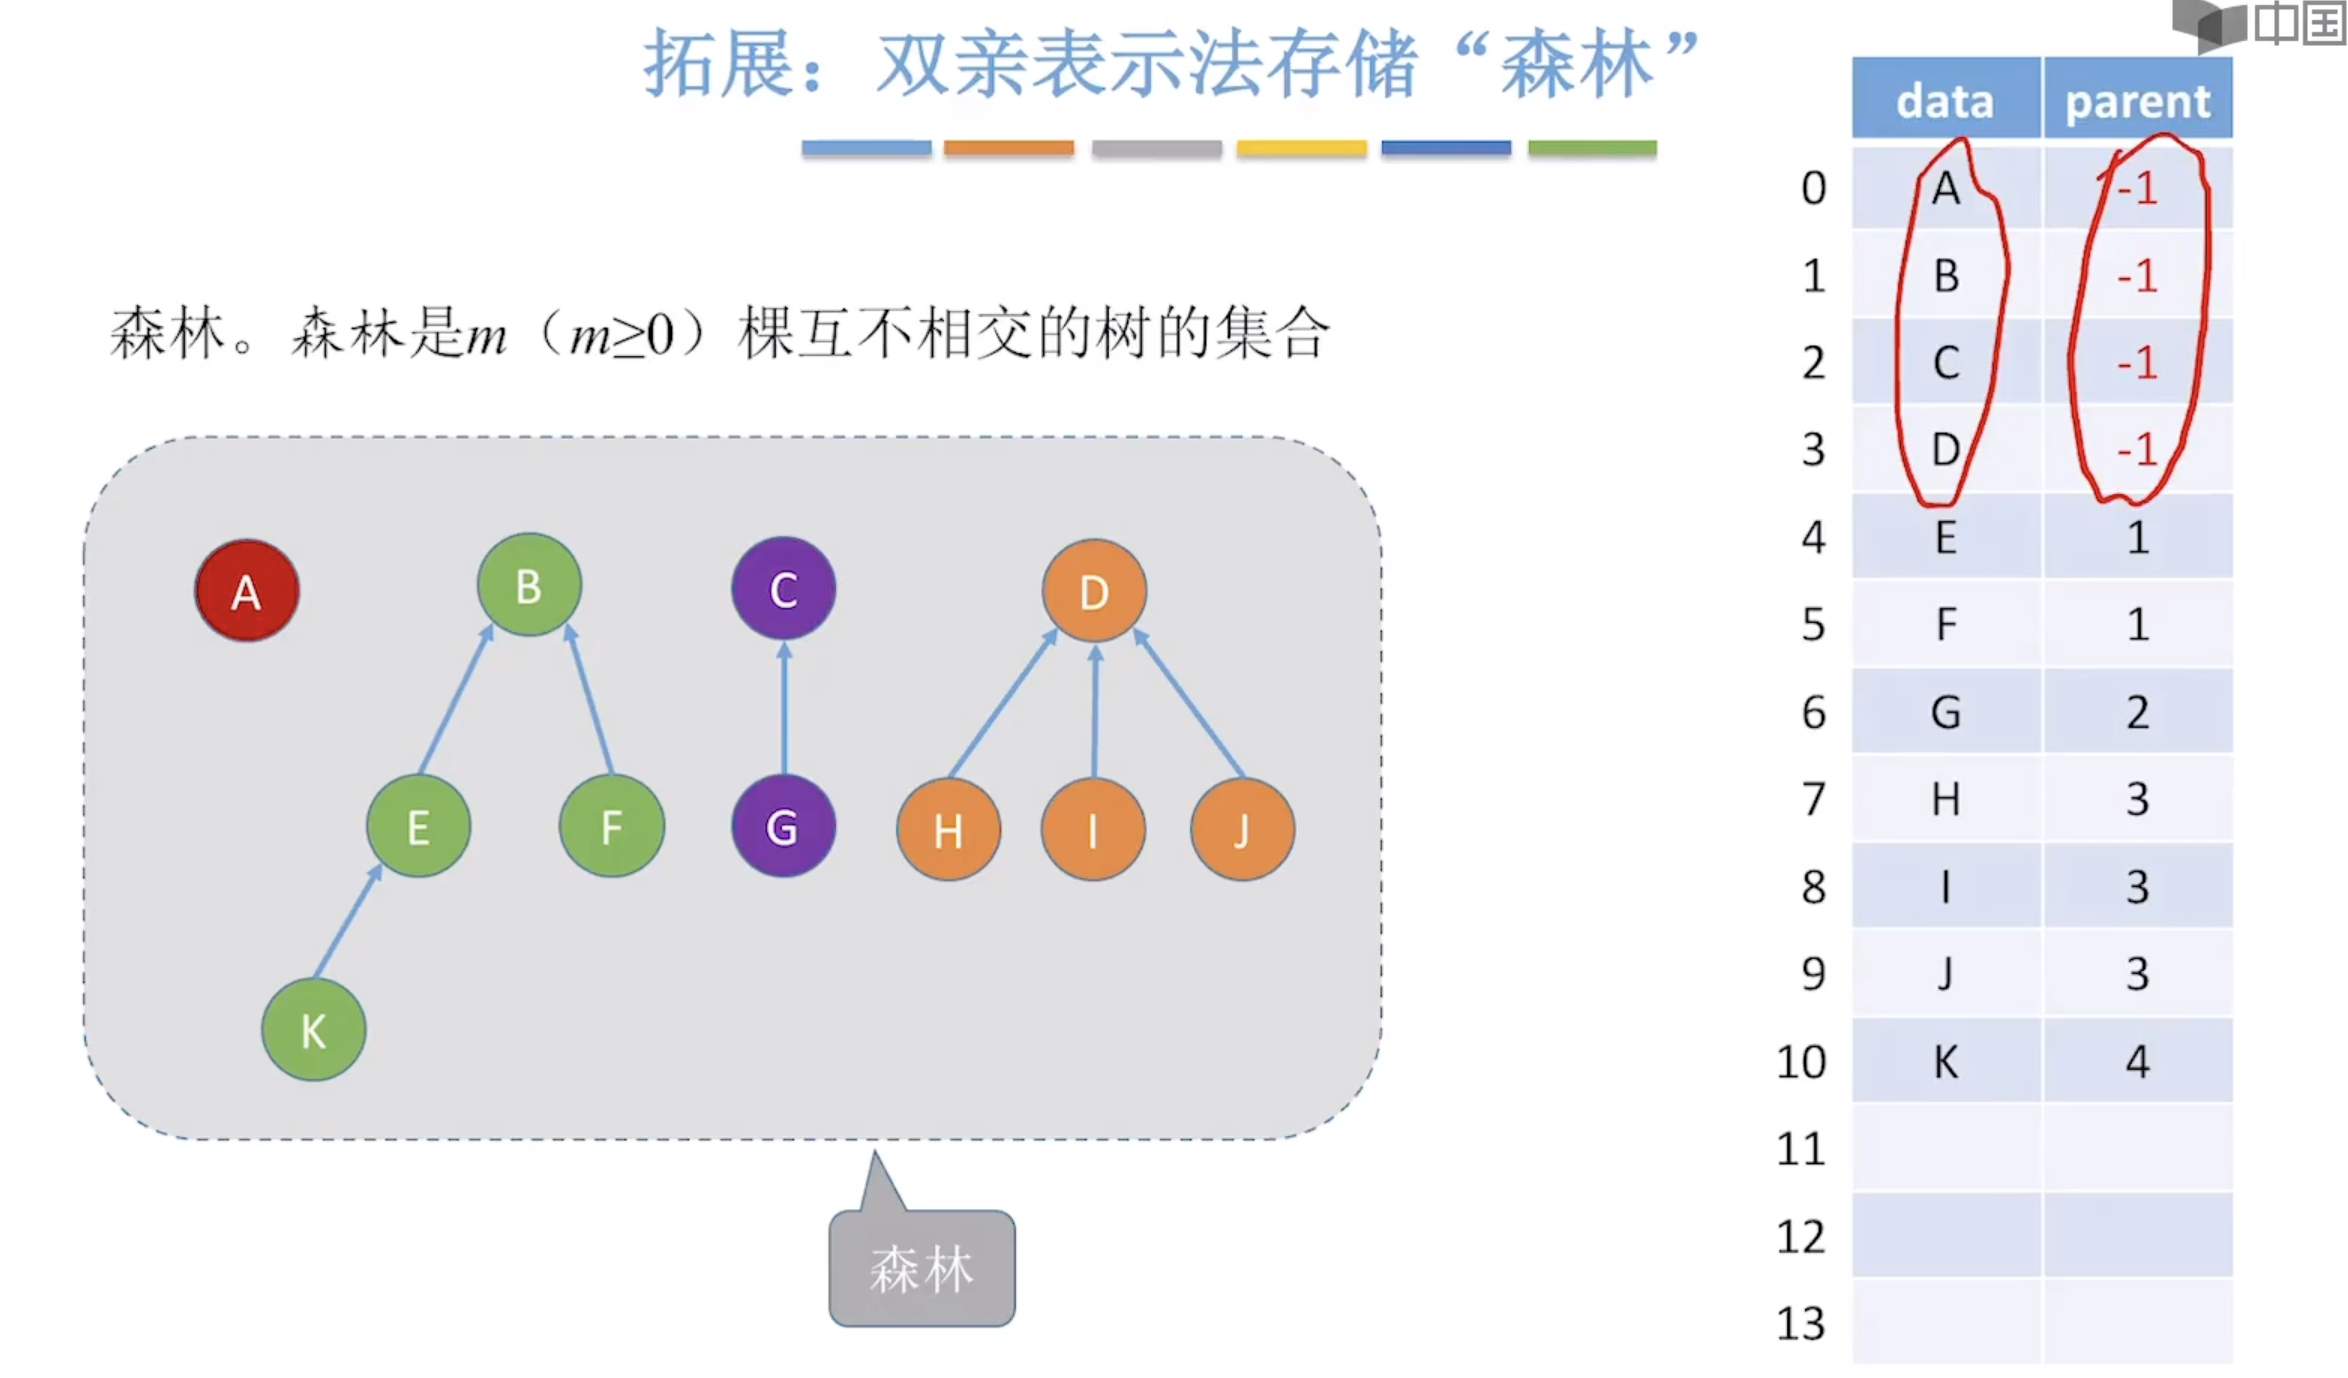 中国
拓展：双亲表示法存储“森林”
森林。森林是m（m≥0）棵互不相交的树的集合
A B C D
E F G H I J
K
森林
data parent
0 A -1
1 B -1
2 C -1
3 D -1
4 E 1
5 F 1
6 G 2
7 H 3
8 I 3
9 J 3
10 K 4
11
12
13